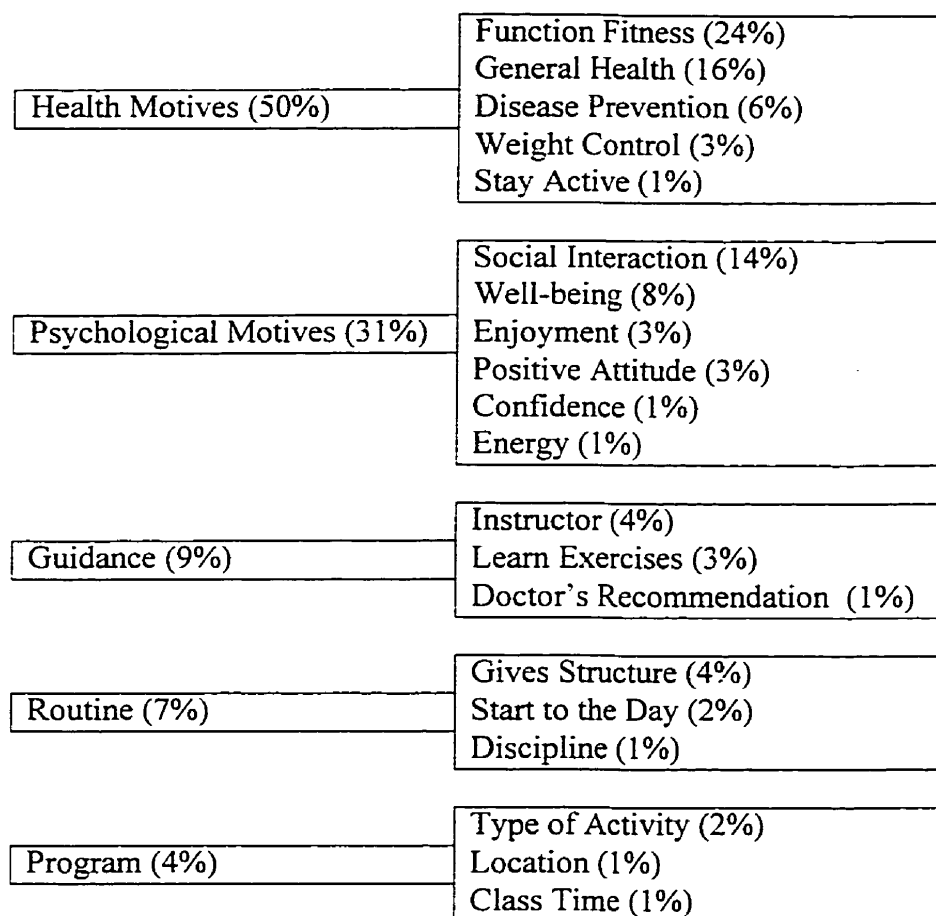 Health Motives (50%)
Function Fitness (24%)
General Health (16%)
Disease Prevention (6%)
Weight Control (3%)
Stay Active (1%)
Psychological Motives (31%)
Social Interaction (14%)
Well-being (8%)
Enjoyment (3%)
Positive Attitude (3%)
Confidence (1%)
Energy (1%)
Guidance (9%)
Instructor (4%)
Learn Exercises (3%)
Doctor's Recommendation (1%)
Routine (7%)
Gives Structure (4%)
Start to the Day (2%)
Discipline (1%)
Program (4%)
Type of Activity (2%)
Location (1%)
Class Time (1%)